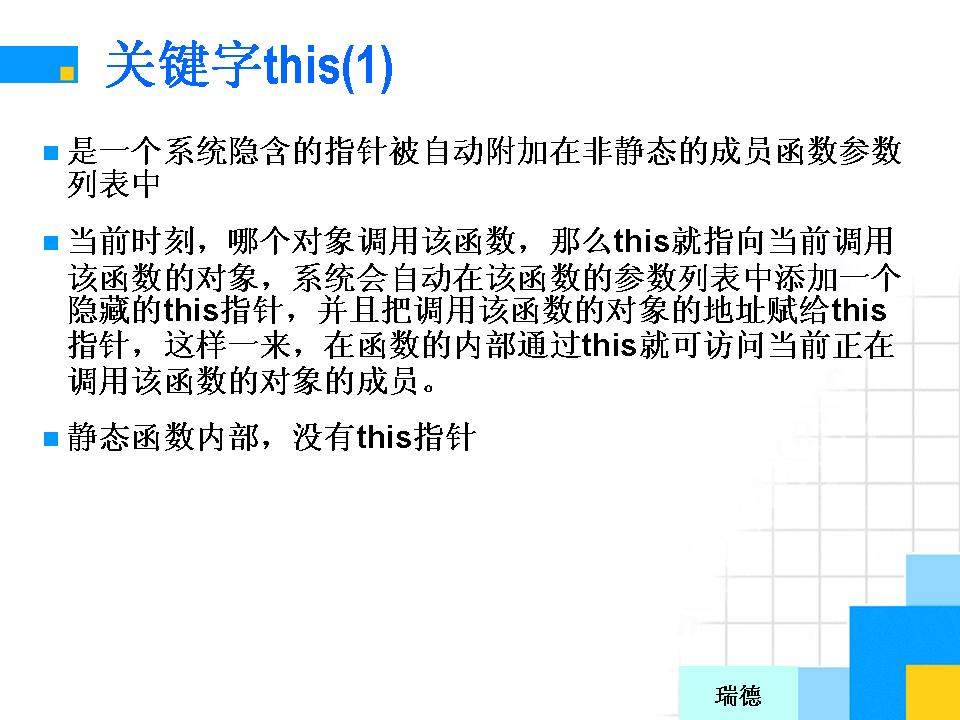 关键字this(1)
是一个系统隐含的指针被自动附加在非静态的成员函数参数
列表中
当前时刻，哪个对象调用该函数，那么this就指向当前调用
该函数的对象，系统会自动在该函数的参数列表中添加一个
隐藏的this指针，并且把调用该函数的对象的地址赋给this
指针，这样一来，在函数的内部通过this就可访问当前正在
调用该函数的对象的成员。
静态函数内部，没有this指针
瑞德